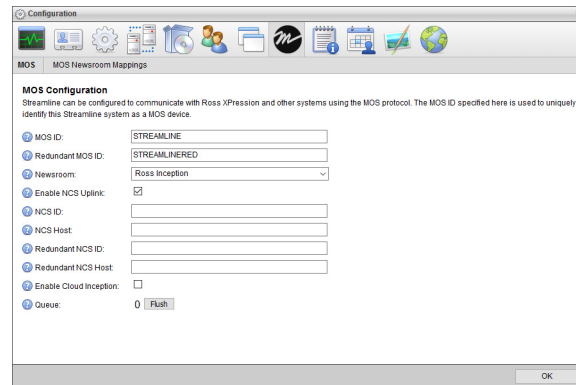 Configuration
MOS MOS Newsroom Mappings
MOS Configuration
Streamline can be configured to communicate with Ross XPression and other systems using the MOS protocol. The MOS ID specified here is used to uniquely
identify this Streamline system as a MOS device.
MOS ID: STREAMLINE
Redundant MOS ID: STREAMLINERED
Newsroom: Ross Inception
Enable NCS Uplink:
NCS ID:
NCS Host:
Redundant NCS ID:
Redundant NCS Host:
Enable Cloud Inception:
Queue: () Flush
OK